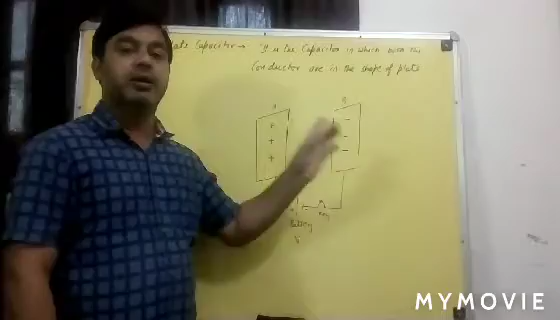 ate Capacitor → It is the Capacitor in which both the
Conductor are in the shape of plate
+ -
+ -
+ -
Key
Battery
V
MYMOVIE